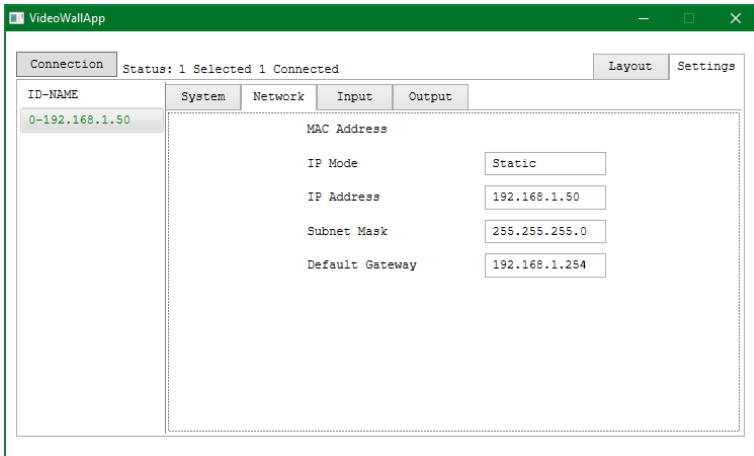 VideoWallApp
Connection Status: 1 Selected 1 Connected Layout Settings
ID-NAME System Network Input Output
0-192.168.1.50
MAC Address
IP Mode Static
IP Address 192.168.1.50
Subnet Mask 255.255.255.0
Default Gateway 192.168.1.254